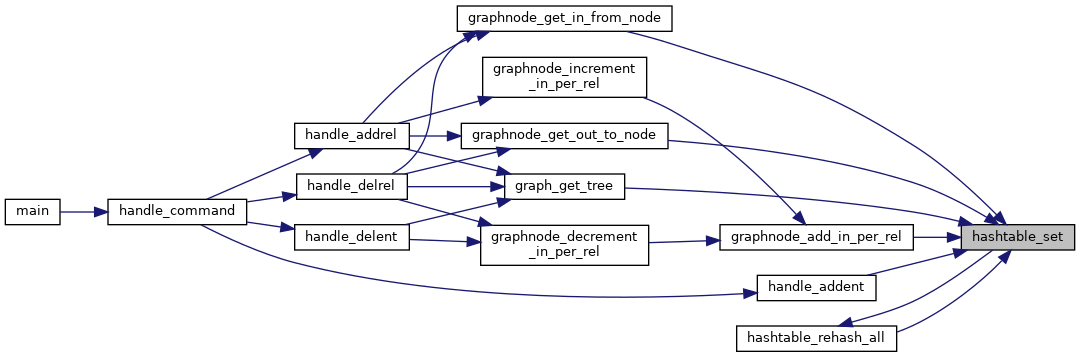 graphnode_get_in_from_node
graphnode_increment
_in_per_rel
handle_addrel
graphnode_get_out_to_node
handle_delrel
graph_get_tree
main
handle_command
handle_delent
graphnode_decrement
_in_per_rel
graphnode_add_in_per_rel
hashtable_set
handle_addent
hashtable_rehash_all